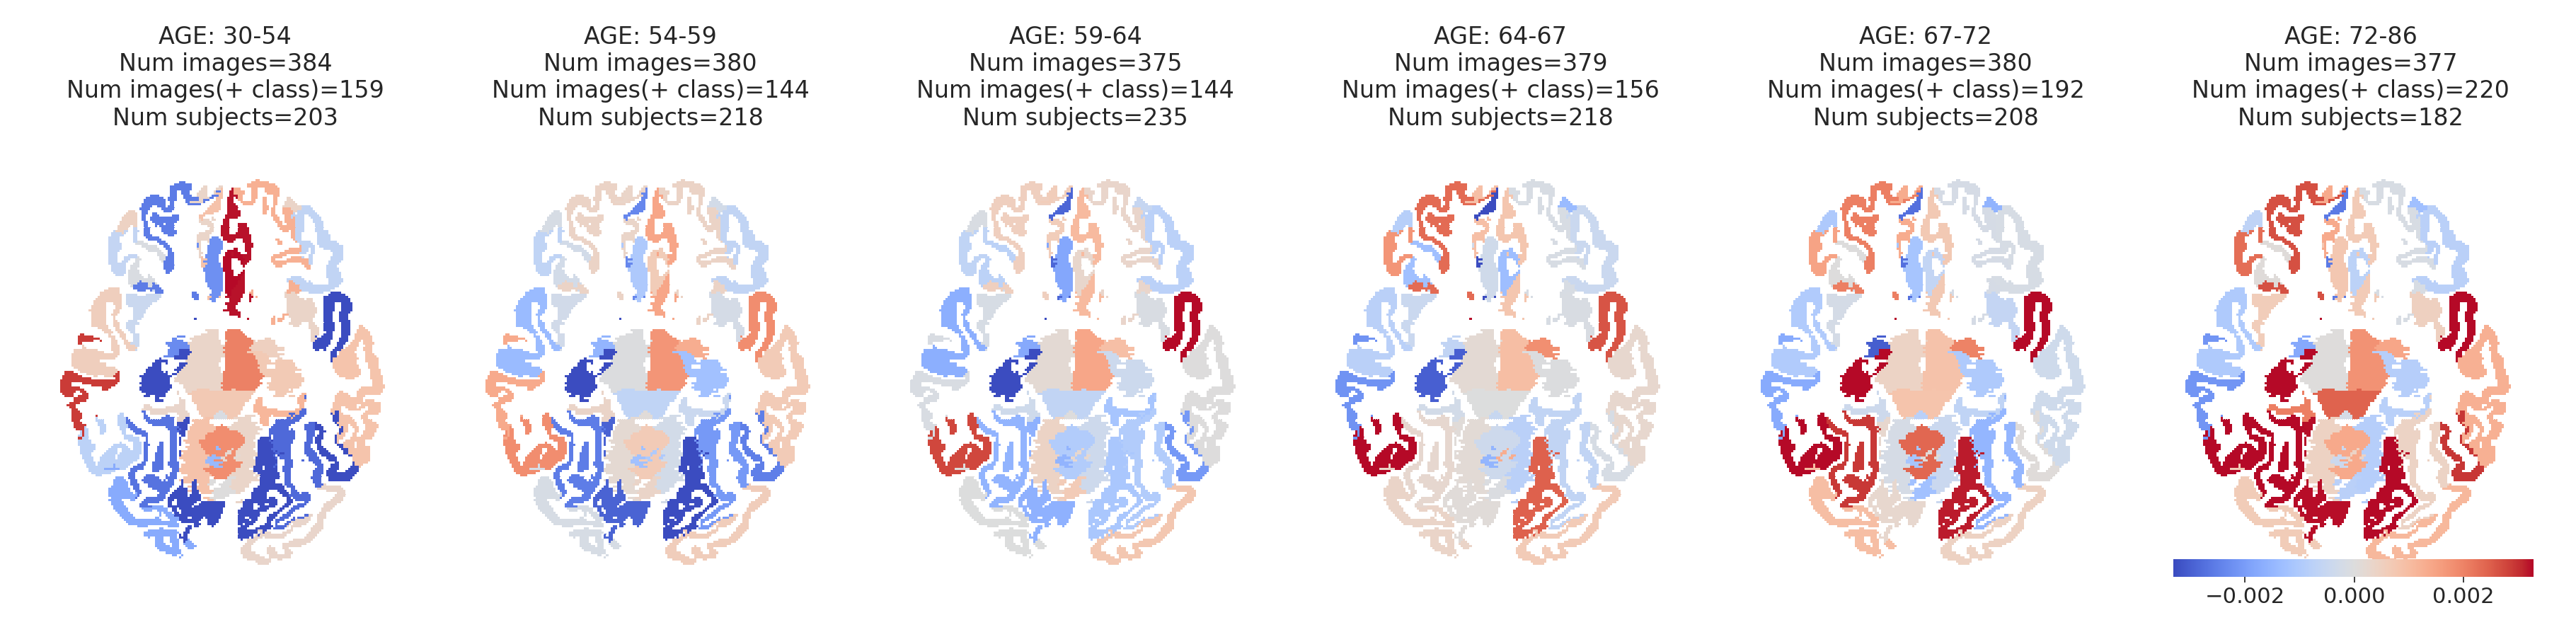 AGE: 30-54
Num images=384
Num images(+ class)=159
Num subjects=203
AGE: 54-59
Num images=380
Num images(+ class)=144
Num subjects=218
AGE: 59-64
Num images=375
Num images(+ class)=144
Num subjects=235
AGE: 64-67
Num images=379
Num images(+ class)=156
Num subjects=218
AGE: 67-72
Num images=380
Num images(+ class)=192
Num subjects=208
AGE: 72-86
Num images=377
Num images(+ class)=220
Num subjects=182
−0.002 0.000 0.002